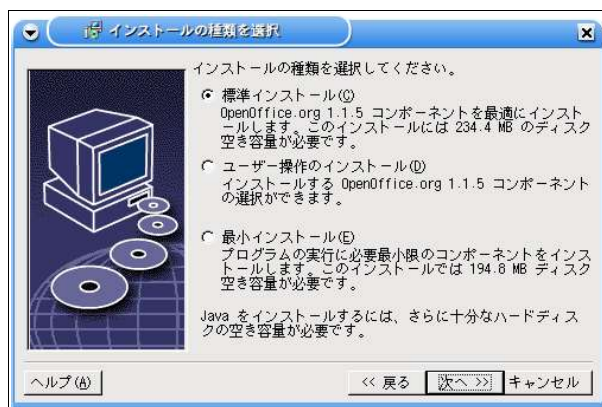 インストールの種類を選択
インストールの種類を選択してください。
標準インストール(C)
OpenOffice.org 1.1.5 コンポーネントを最適にインスト
ールします。このインストールには 234.4 MB のディスク
空き容量が必要です。
ユーザー操作のインストール(D)
インストールする OpenOffice.org 1.1.5 コンポーネント
の選択ができます。
最小インストール(E)
プログラムの実行に必要最小限のコンポーネントをインス
トールします。このインストールでは 194.8 MB ディスク
空き容量が必要です。
Java をインストールするには、さらに十分なハードディス
クの空き容量が必要です。
ヘルプ(A) << 戻る 次へ >> キャンセル